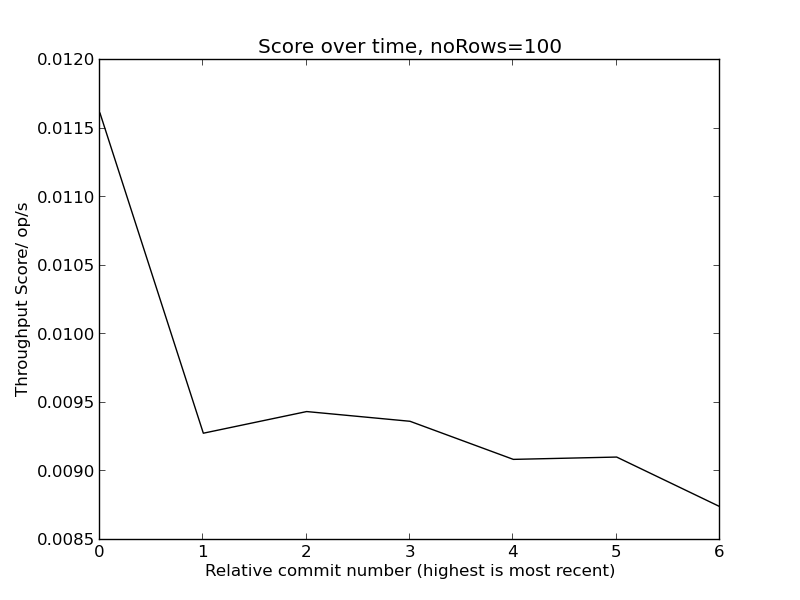 Score over time, noRows=100
0.0120
0.0115
0.0110
0.0105
0.0100
0.0095
0.0090
0.0085
Throughput Score/ op/s
0 1 2 3 4 5 6
Relative commit number (highest is most recent)